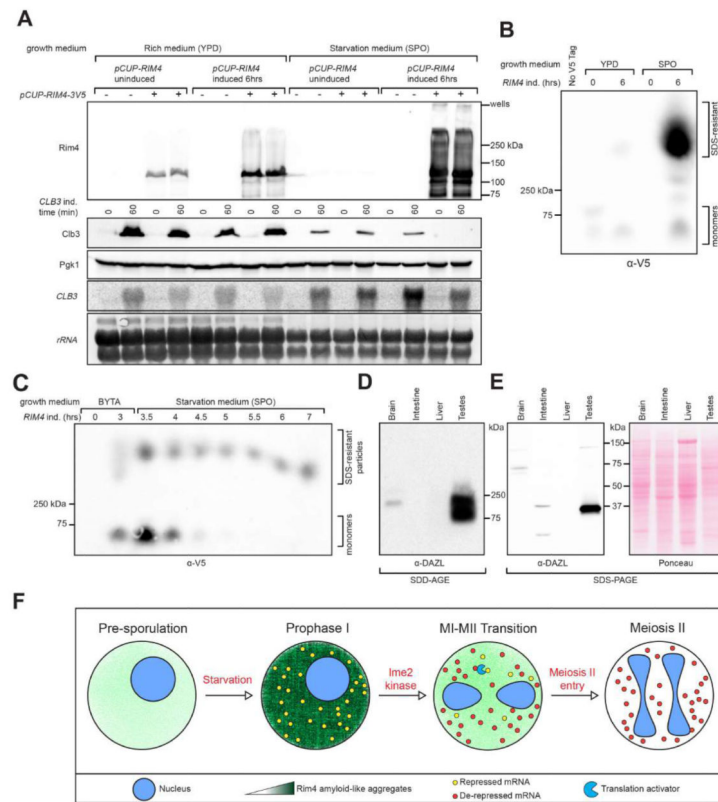 A
growth medium
Rich medium (YPD)
Starvation medium (SPO)
pCUP-RIM4 uninduced
pCUP-RIM4 induced 6hrs
pCUP-RIM4 uninduced
pCUP-RIM4 induced 6hrs
pCUP-RIM4-3V5 - - + + - - + + - - + + - - + +
wells
Rim4
250 kDa
150
100
75
CLB3 ind. time (min) 0 60 0 60 0 60 0 60 0 60 0 60 0 60 0 60
Clb3
Pgk1
CLB3
rRNA
B
growth medium
No V5 Tag
YPD
SPO
RIM4 ind. (hrs) 0 6 0 6
SDS-resistant
250 kDa
75
monomers
α-V5
C
growth medium
BYTA
Starvation medium (SPO)
RIM4 ind. (hrs) 0 3 3.5 4 4.5 5 5.5 6 7
SDS-resistant particles
250 kDa
75
monomers
α-V5
D
Brain Intestine Liver Testes
kDa
250
75
α-DAZL
SDD-AGE
E
Brain Intestine Liver Testes
kDa
150
75
50
37
Brain Intestine Liver Testes
α-DAZL
Ponceau
SDS-PAGE
F
Pre-sporulation
Prophase I
MI-MII Transition
Meiosis II
Starvation
Ime2 kinase
Meiosis II entry
Nucleus
Rim4 amyloid-like aggregates
Repressed mRNA
De-repressed mRNA
Translation activator